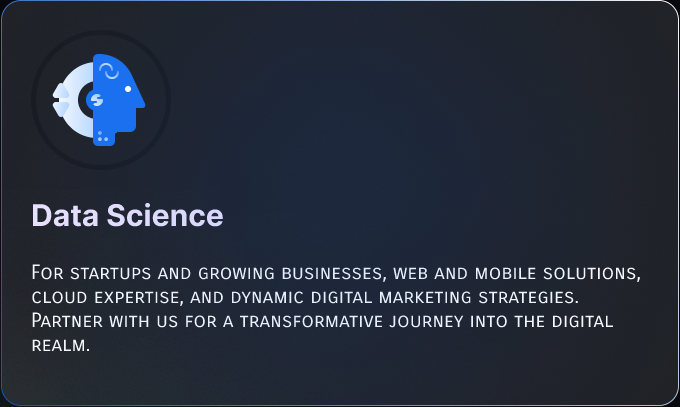 Data Science
For startups and growing businesses, web and mobile solutions,
cloud expertise, and dynamic digital marketing strategies.
Partner with us for a transformative journey into the digital
realm.